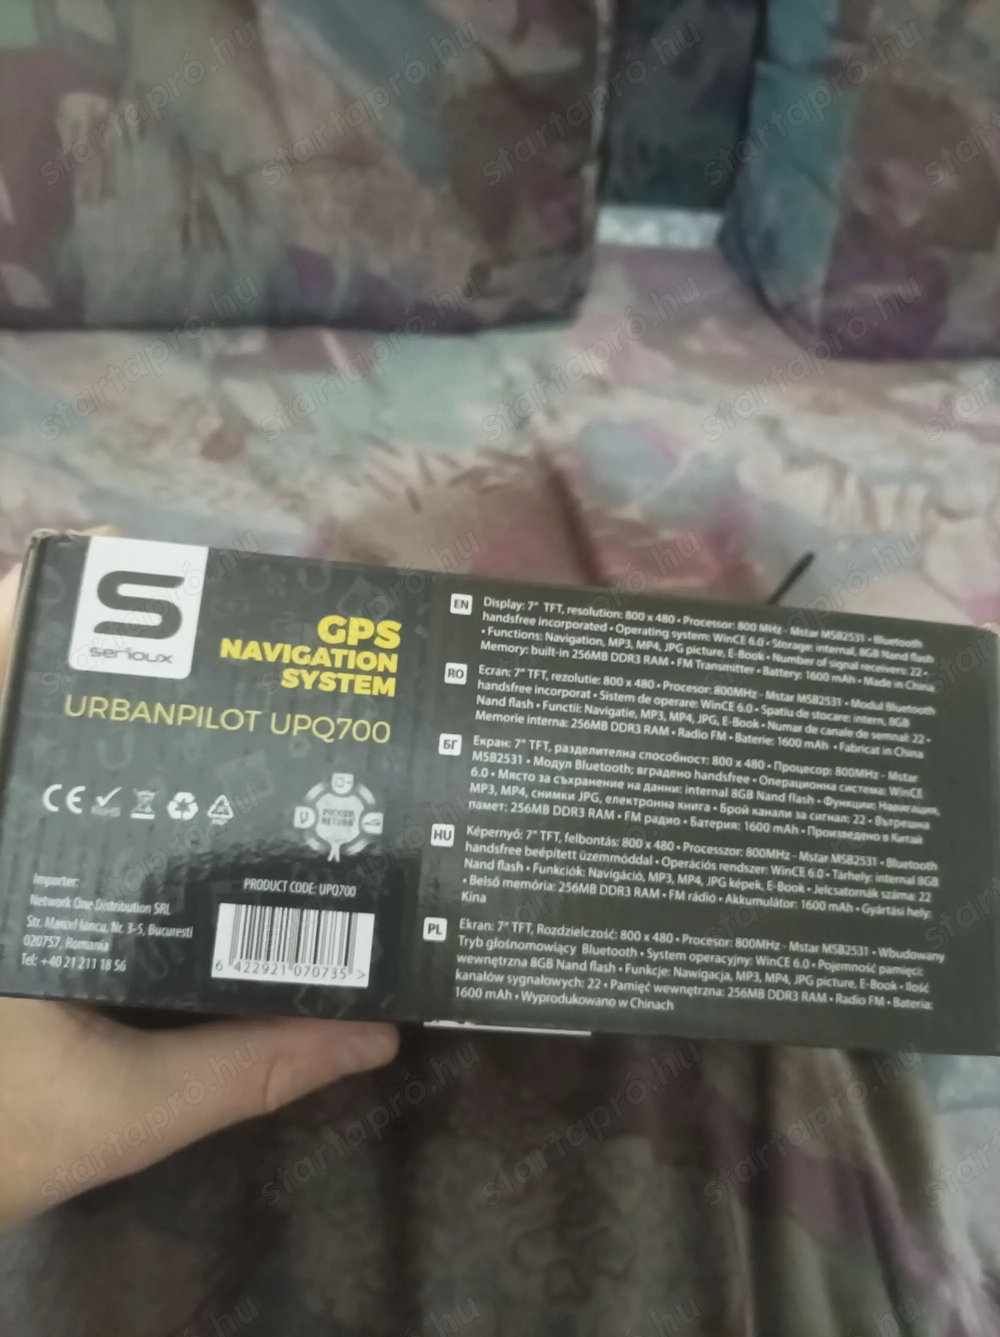 S
serioux
GPS
NAVIGATION
SYSTEM
URBANPILOT UPQ700
CE
RoHS
Importer:
Network One Distribution SRL
Str. Marcel Iancu, Nr. 3-5, Bucuresti
020757, Romania
Tel: +40 21 211 18 56
PICKUP
RETURN
PRODUCT CODE: UPQ700
6 422921 070735 >
EN
Display: 7" TFT, resolution: 800 x 480 • Processor: 800 MHz - Mstar MSB2531 • Bluetooth
handsfree incorporated • Operating system: WinCE 6.0 • Storage: internal, 8GB Nand flash
• Functions: Navigation, MP3, MP4, JPG picture, E-Book • Number of signal receivers: 22 •
Memory: built-in 256MB DDR3 RAM • FM Transmitter • Battery: 1600 mAh • Made in China
RO
Ecran: 7" TFT, rezolutie: 800 x 480 • Procesor: 800MHz - Mstar MSB2531 • Modul Bluetooth
handsfree incorporat • Sistem de operare: WinCE 6.0 • Spatiu de stocare: intern, 8GB
Nand flash • Functii: Navigatie, MP3, MP4, JPG, E-Book • Numar de canale de semnal: 22 •
Memorie interna: 256MB DDR3 RAM • Radio FM • Baterie: 1600 mAh • Fabricat in China
БГ
Екран: 7" TFT, разделителна способност: 800 x 480 • Процесор: 800MHz - Mstar
MSB2531 • Модул Bluetooth; вградено handsfree • Операционна система: WinCE
6.0 • Място за съхранение на данни: internal 8GB Nand flash • Функции: Навигация,
MP3, MP4, снимки JPG, електронна книга • Брой канали за сигнал: 22 • Вътрешна
памет: 256MB DDR3 RAM • FM радио • Батерия: 1600 mAh • Произведено в Китай
HU
Képernyő: 7" TFT, felbontás: 800 x 480 • Processzor: 800MHz - Mstar MSB2531 • Bluetooth
handsfree beépített üzemmóddal • Operációs rendszer: WinCE 6.0 • Tárhely: internal 8GB
Nand flash • Funkciók: Navigáció, MP3, MP4, JPG képek, E-Book • Jelcsatornák száma: 22
• Belső memória: 256MB DDR3 RAM • FM rádió • Akkumulátor: 1600 mAh • Gyártási hely:
Kína
PL
Ekran: 7" TFT, Rozdzielczość: 800 x 480 • Procesor: 800MHz - Mstar MSB2531 • Wbudowany
Tryb głośnomowiący Bluetooth • System operacyjny: WinCE 6.0 • Pojemność pamięci:
wewnętrzna 8GB Nand flash • Funkcje: Nawigacja, MP3, MP4, JPG picture, E-Book • Ilość
kanałów sygnałowych: 22 • Pamięć wewnętrzna: 256MB DDR3 RAM • Radio FM • Bateria:
1600 mAh • Wyprodukowano w Chinach
startapró.hu